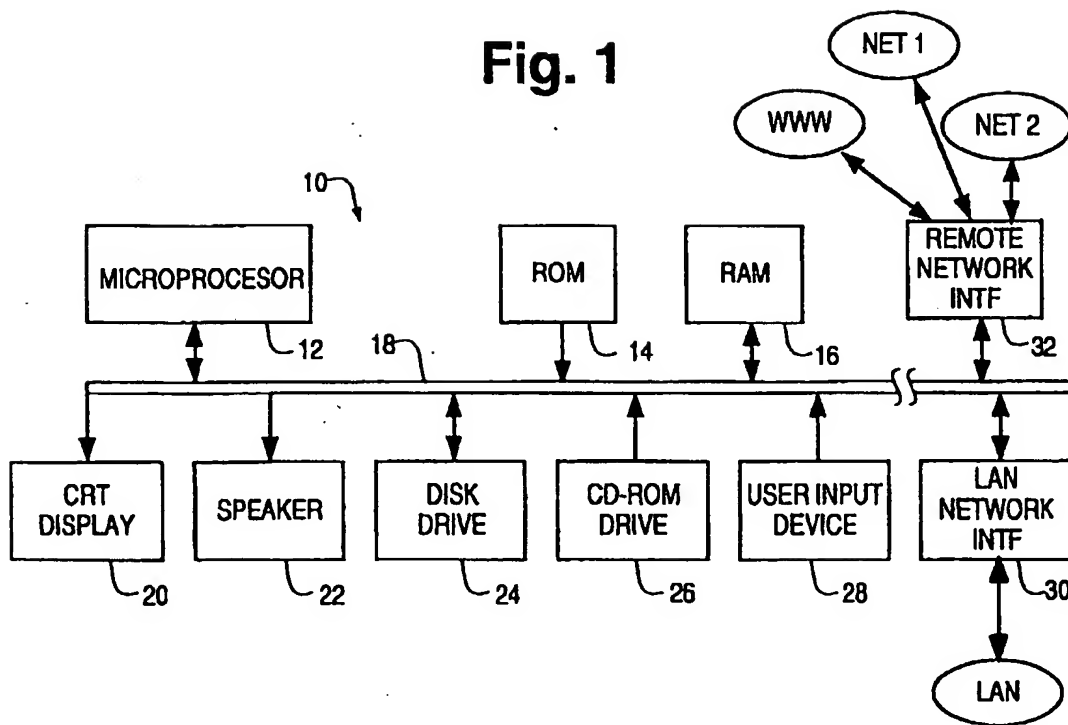 Fig. 1
NET 1
WWW
NET 2
10
MICROPROCESOR
ROM
RAM
REMOTE
NETWORK
INTF
12
18
14
16
32
CRT
DISPLAY
SPEAKER
DISK
DRIVE
CD-ROM
DRIVE
USER INPUT
DEVICE
LAN
NETWORK
INTF
20
22
24
26
28
30
LAN